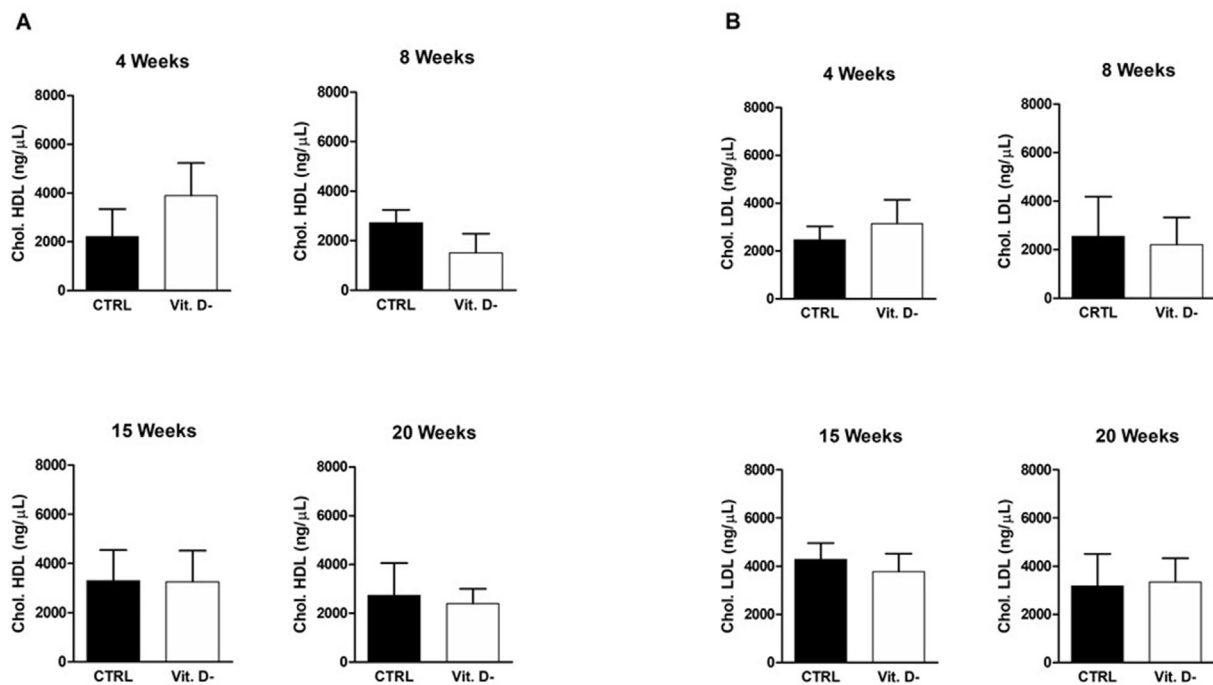 A
4 Weeks
Chol. HDL (ng/µL)
8000
6000
4000
2000
0
CTRL Vit. D-
8 Weeks
Chol. HDL (ng/µL)
8000
6000
4000
2000
0
CTRL Vit. D-
15 Weeks
Chol. HDL (ng/µL)
8000
6000
4000
2000
0
CTRL Vit. D-
20 Weeks
Chol. HDL (ng/µL)
8000
6000
4000
2000
0
CTRL Vit. D-
B
4 Weeks
Chol. LDL (ng/µL)
8000
6000
4000
2000
0
CTRL Vit. D-
8 Weeks
Chol. LDL (ng/µL)
8000
6000
4000
2000
0
CRTL Vit. D-
15 Weeks
Chol. LDL (ng/µL)
8000
6000
4000
2000
0
CTRL Vit. D-
20 Weeks
Chol. LDL (ng/µL)
8000
6000
4000
2000
0
CTRL Vit. D-